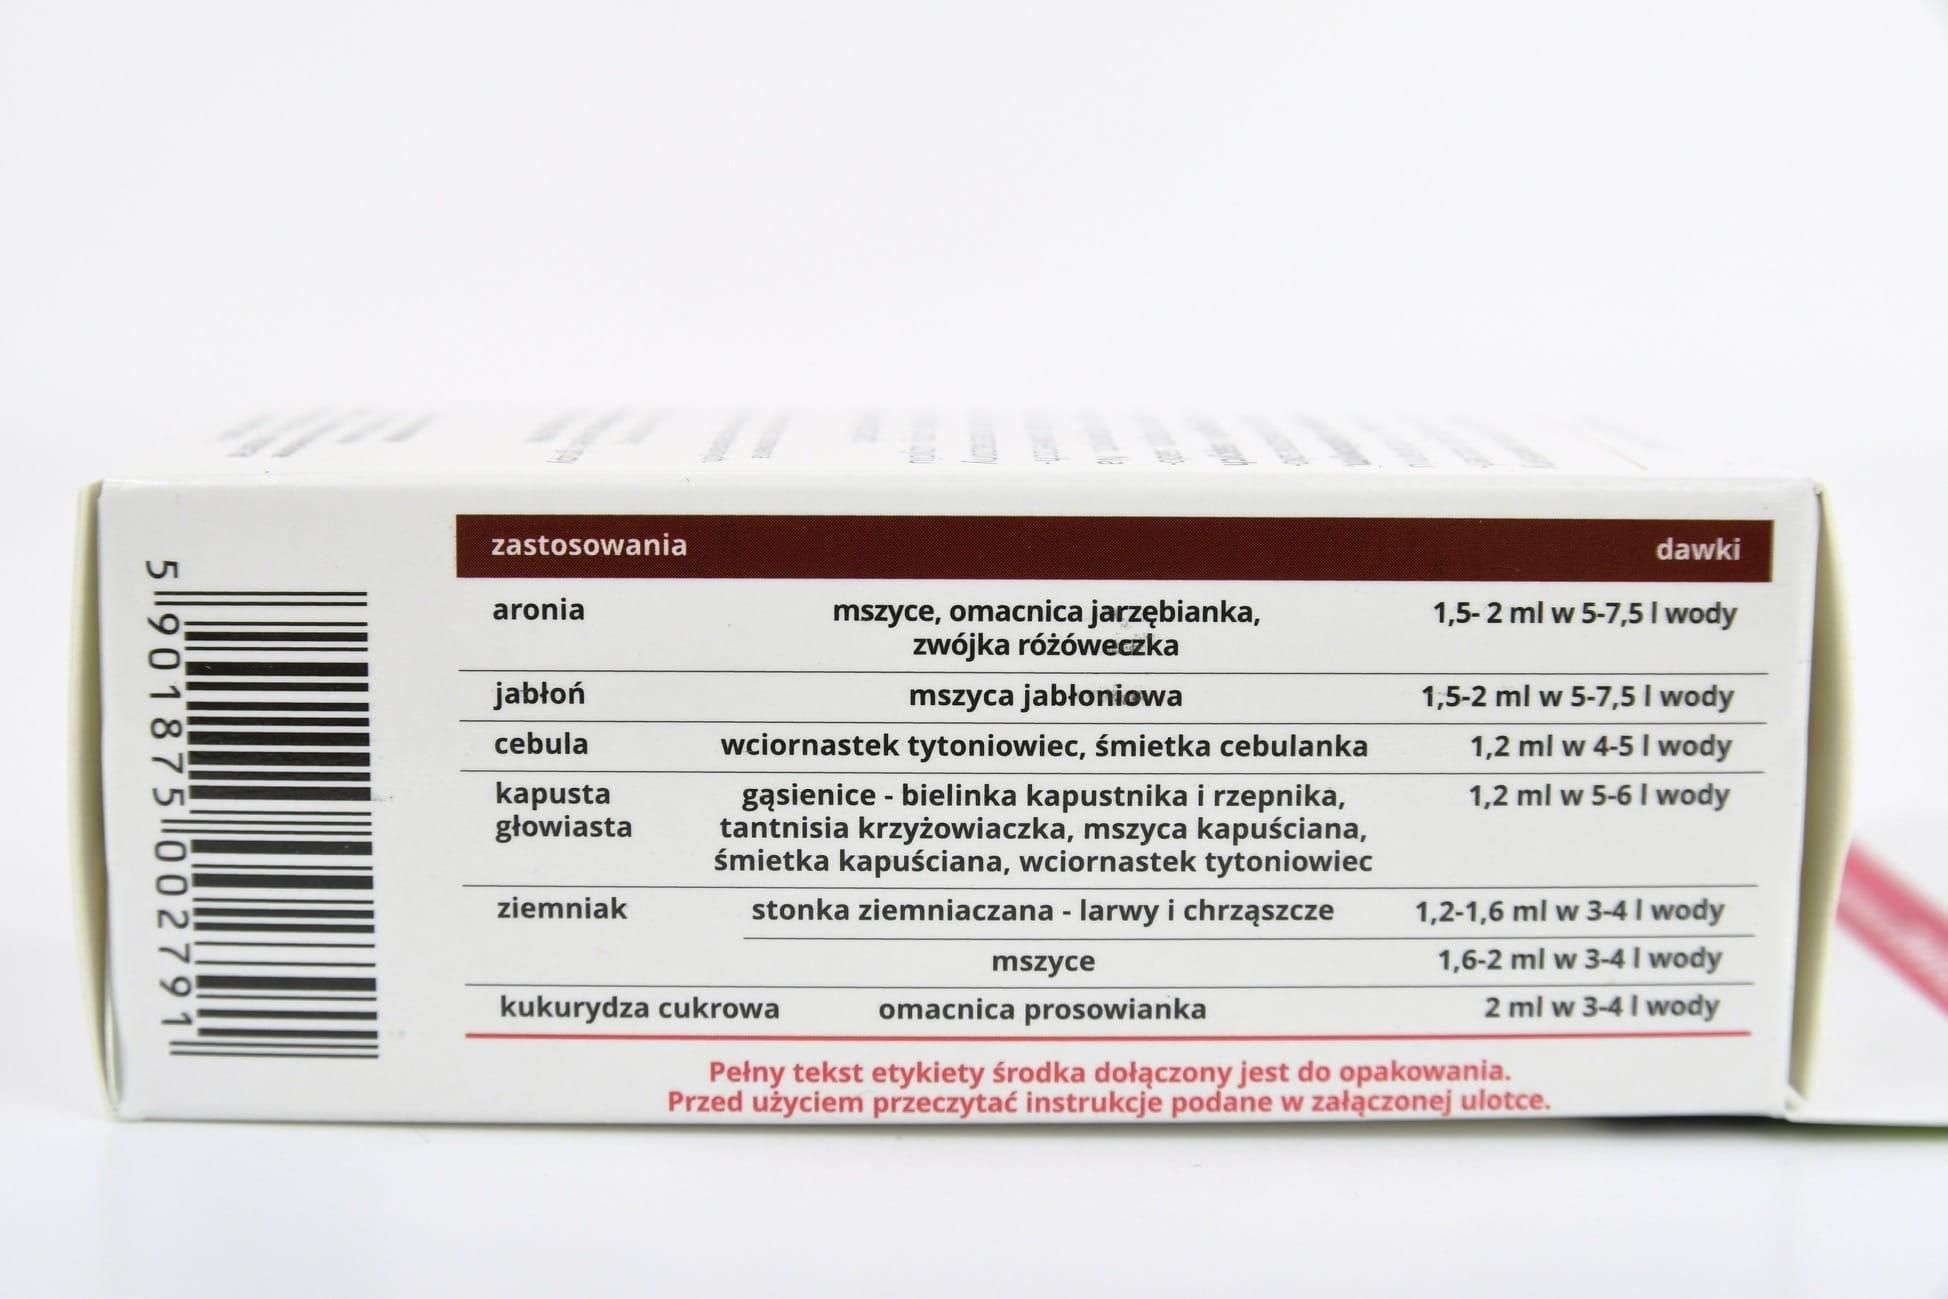 zastosowania dawki
aronia mszyce, omacnica jarzębianka, 1,5- 2 ml w 5-7,5 l wody
zwójka różóweczka
jabłoń mszyca jabłoniowa 1,5-2 ml w 5-7,5 l wody
cebula wciornastek tytoniowiec, śmietka cebulanka 1,2 ml w 4-5 l wody
kapusta gąsienice - bielinka kapustnika i rzepnika, 1,2 ml w 5-6 l wody
głowiasta tantnisia krzyżowiaczka, mszyca kapuściana,
śmietka kapuściana, wciornastek tytoniowiec
ziemniak stonka ziemniaczana - larwy i chrząszcze 1,2-1,6 ml w 3-4 l wody
mszyce 1,6-2 ml w 3-4 l wody
kukurydza cukrowa omacnica prosowianka 2 ml w 3-4 l wody
Pełny tekst etykiety środka dołączony jest do opakowania.
Przed użyciem przeczytać instrukcje podane w załączonej ulotce.
5 901875 002791